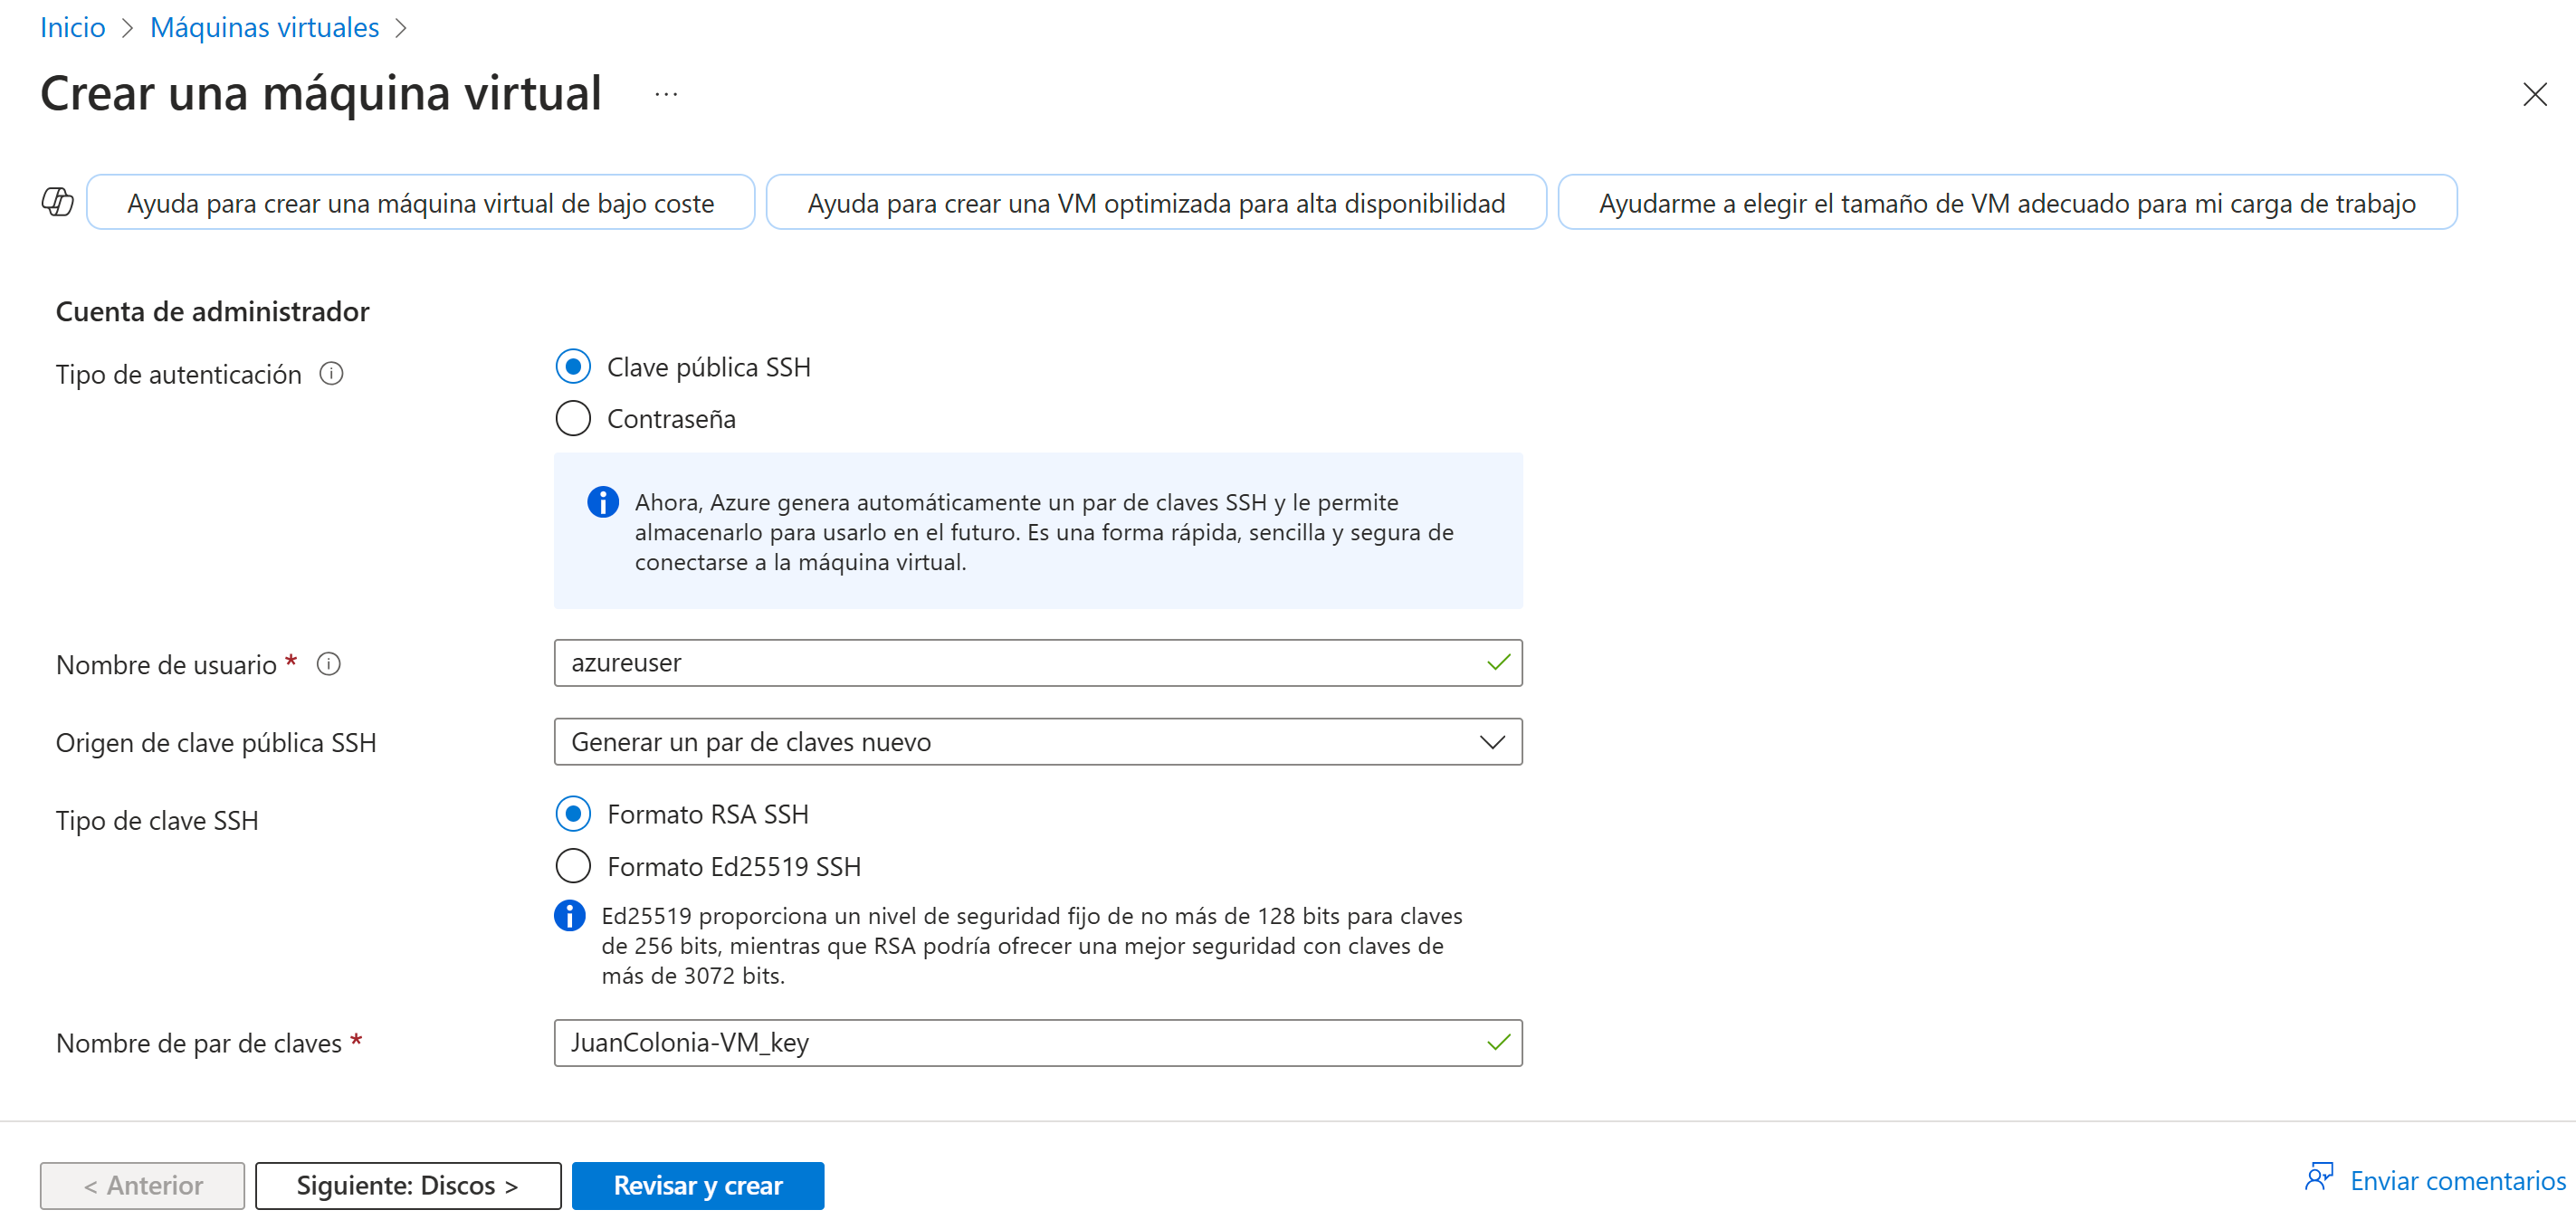 Inicio > Máquinas virtuales >
Crear una máquina virtual ...
Ayuda para crear una máquina virtual de bajo coste
Ayuda para crear una VM optimizada para alta disponibilidad
Ayudarme a elegir el tamaño de VM adecuado para mi carga de trabajo
Cuenta de administrador
Tipo de autenticación
Clave pública SSH
Contraseña
Ahora, Azure genera automáticamente un par de claves SSH y le permite
almacenarlo para usarlo en el futuro. Es una forma rápida, sencilla y segura de
conectarse a la máquina virtual.
Nombre de usuario *
azureuser
Origen de clave pública SSH
Generar un par de claves nuevo
Tipo de clave SSH
Formato RSA SSH
Formato Ed25519 SSH
Ed25519 proporciona un nivel de seguridad fijo de no más de 128 bits para claves
de 256 bits, mientras que RSA podría ofrecer una mejor seguridad con claves de
más de 3072 bits.
Nombre de par de claves *
JuanColonia-VM_key
< Anterior
Siguiente: Discos >
Revisar y crear
Enviar comentarios